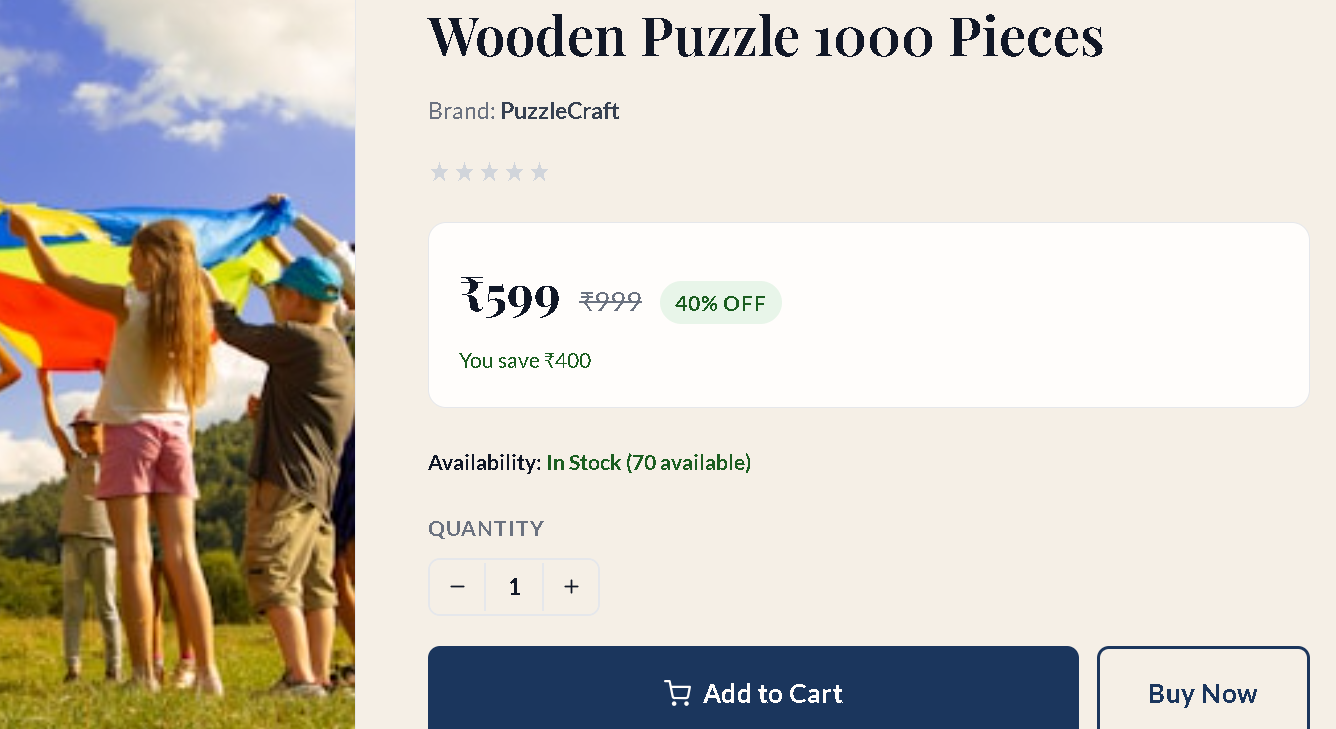 Wooden Puzzle 1000 Pieces
Brand: PuzzleCraft
★★★★★
₹599 ₹999 40% OFF
You save ₹400
Availability: In Stock (70 available)
QUANTITY
− 1 +
Add to Cart
Buy Now